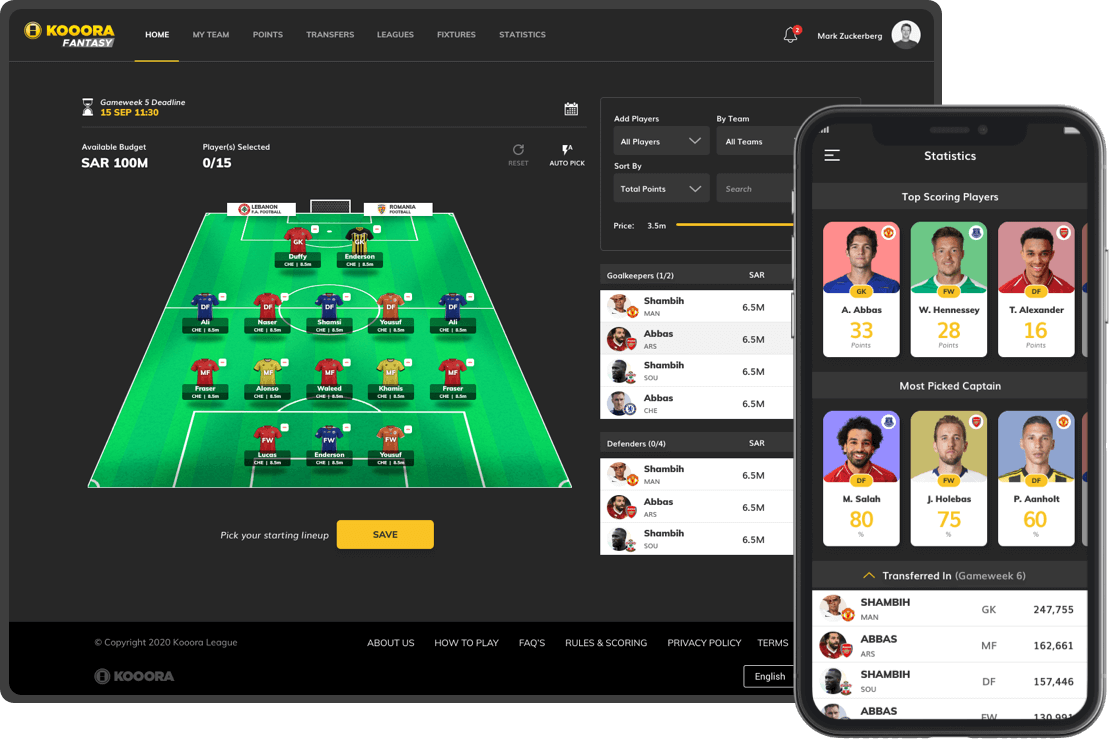 KOOORA
FANTASY
HOME
MY TEAM
POINTS
TRANSFERS
LEAGUES
FIXTURES
STATISTICS
2
Mark Zuckerberg
Gameweek 5 Deadline
15 SEP 11:30
Available Budget
SAR 100M
Player(s) Selected
0/15
RESET
AUTO PICK
LEBANON
F.A. FOOTBALL
ROMANIA
FOOTBALL
GK
Duffy
CHE | 8.5m
GK
Enderson
CHE | 8.5m
DF
Ali
CHE | 8.5m
DF
Naser
CHE | 8.5m
DF
Shamsi
CHE | 8.5m
DF
Yousuf
CHE | 8.5m
DF
Ali
CHE | 8.5m
MF
Fraser
CHE | 8.5m
MF
Alonso
CHE | 8.5m
MF
Waleed
CHE | 8.5m
MF
Khamis
CHE | 8.5m
MF
Fraser
CHE | 8.5m
FW
Lucas
CHE | 8.5m
FW
Enderson
CHE | 8.5m
FW
Yousuf
CHE | 8.5m
Pick your starting lineup
SAVE
Add Players
By Team
All Players
All Teams
Sort By
Total Points
Search
Price: 3.5m
Goalkeepers (1/2) SAR
Shambih
MAN
6.5M
Abbas
ARS
6.5M
Shambih
SOU
6.5M
Abbas
CHE
6.5M
Defenders (0/4) SAR
Shambih
MAN
6.5M
Abbas
ARS
6.5M
Shambih
SOU
6.5M
© Copyright 2020 Kooora League
ABOUT US
HOW TO PLAY
FAQ'S
RULES & SCORING
PRIVACY POLICY
TERMS
KOOORA
English
Statistics
Top Scoring Players
GK
A. Abbas
33
Points
FW
W. Hennessey
28
Points
DF
T. Alexander
16
Points
Most Picked Captain
DF
M. Salah
80
%
FW
J. Holebas
75
%
DF
P. Aanholt
60
%
Transferred In (Gameweek 6)
SHAMBIH
MAN
GK
247,755
ABBAS
ARS
MF
162,661
SHAMBIH
SOU
DF
157,446
ABBAS
FW
130,991